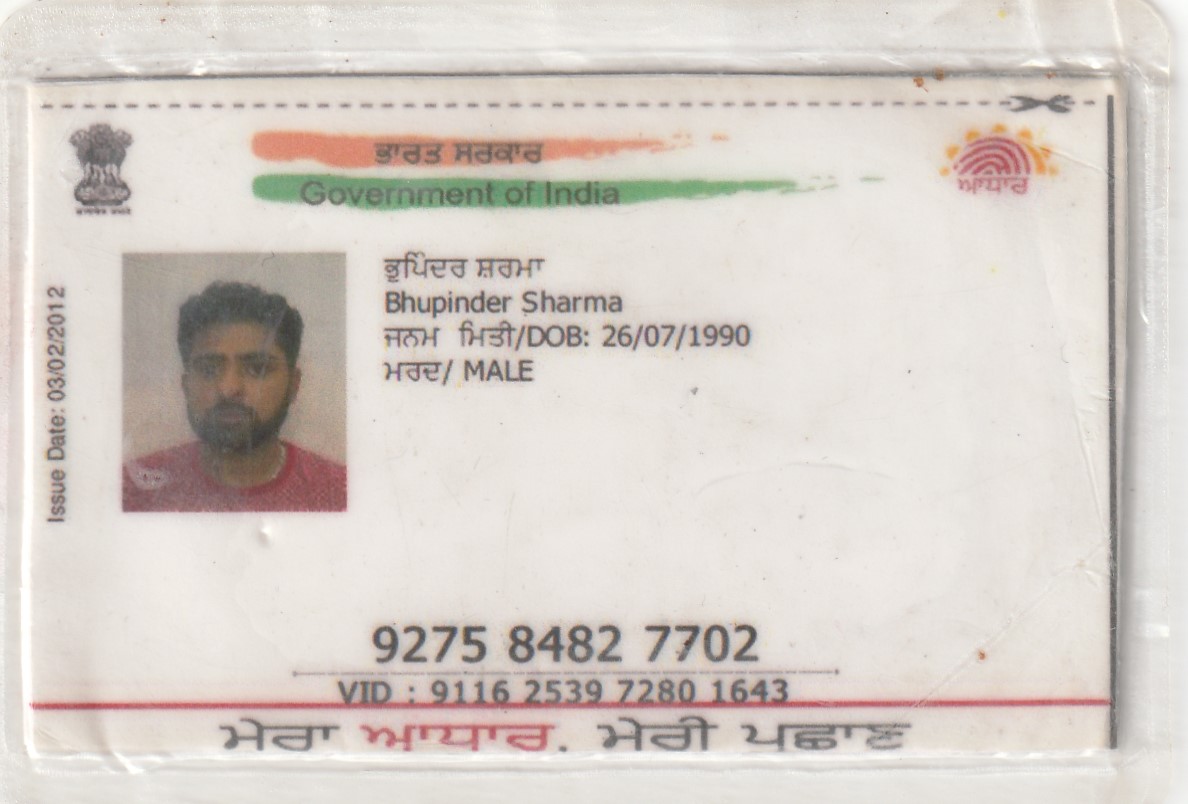 ਭਾਰਤ ਸਰਕਾਰ
Government of India
ਆਧਾਰ
ਭੁਪਿੰਦਰ ਸ਼ਰਮਾ
Bhupinder Sharma
ਜਨਮ ਮਿਤੀ/DOB: 26/07/1990
ਮਰਦ/ MALE
Issue Date: 03/02/2012
9275 8482 7702
VID : 9116 2539 7280 1643
ਮੇਰਾ ਆਧਾਰ, ਮੇਰੀ ਪਛਾਣ